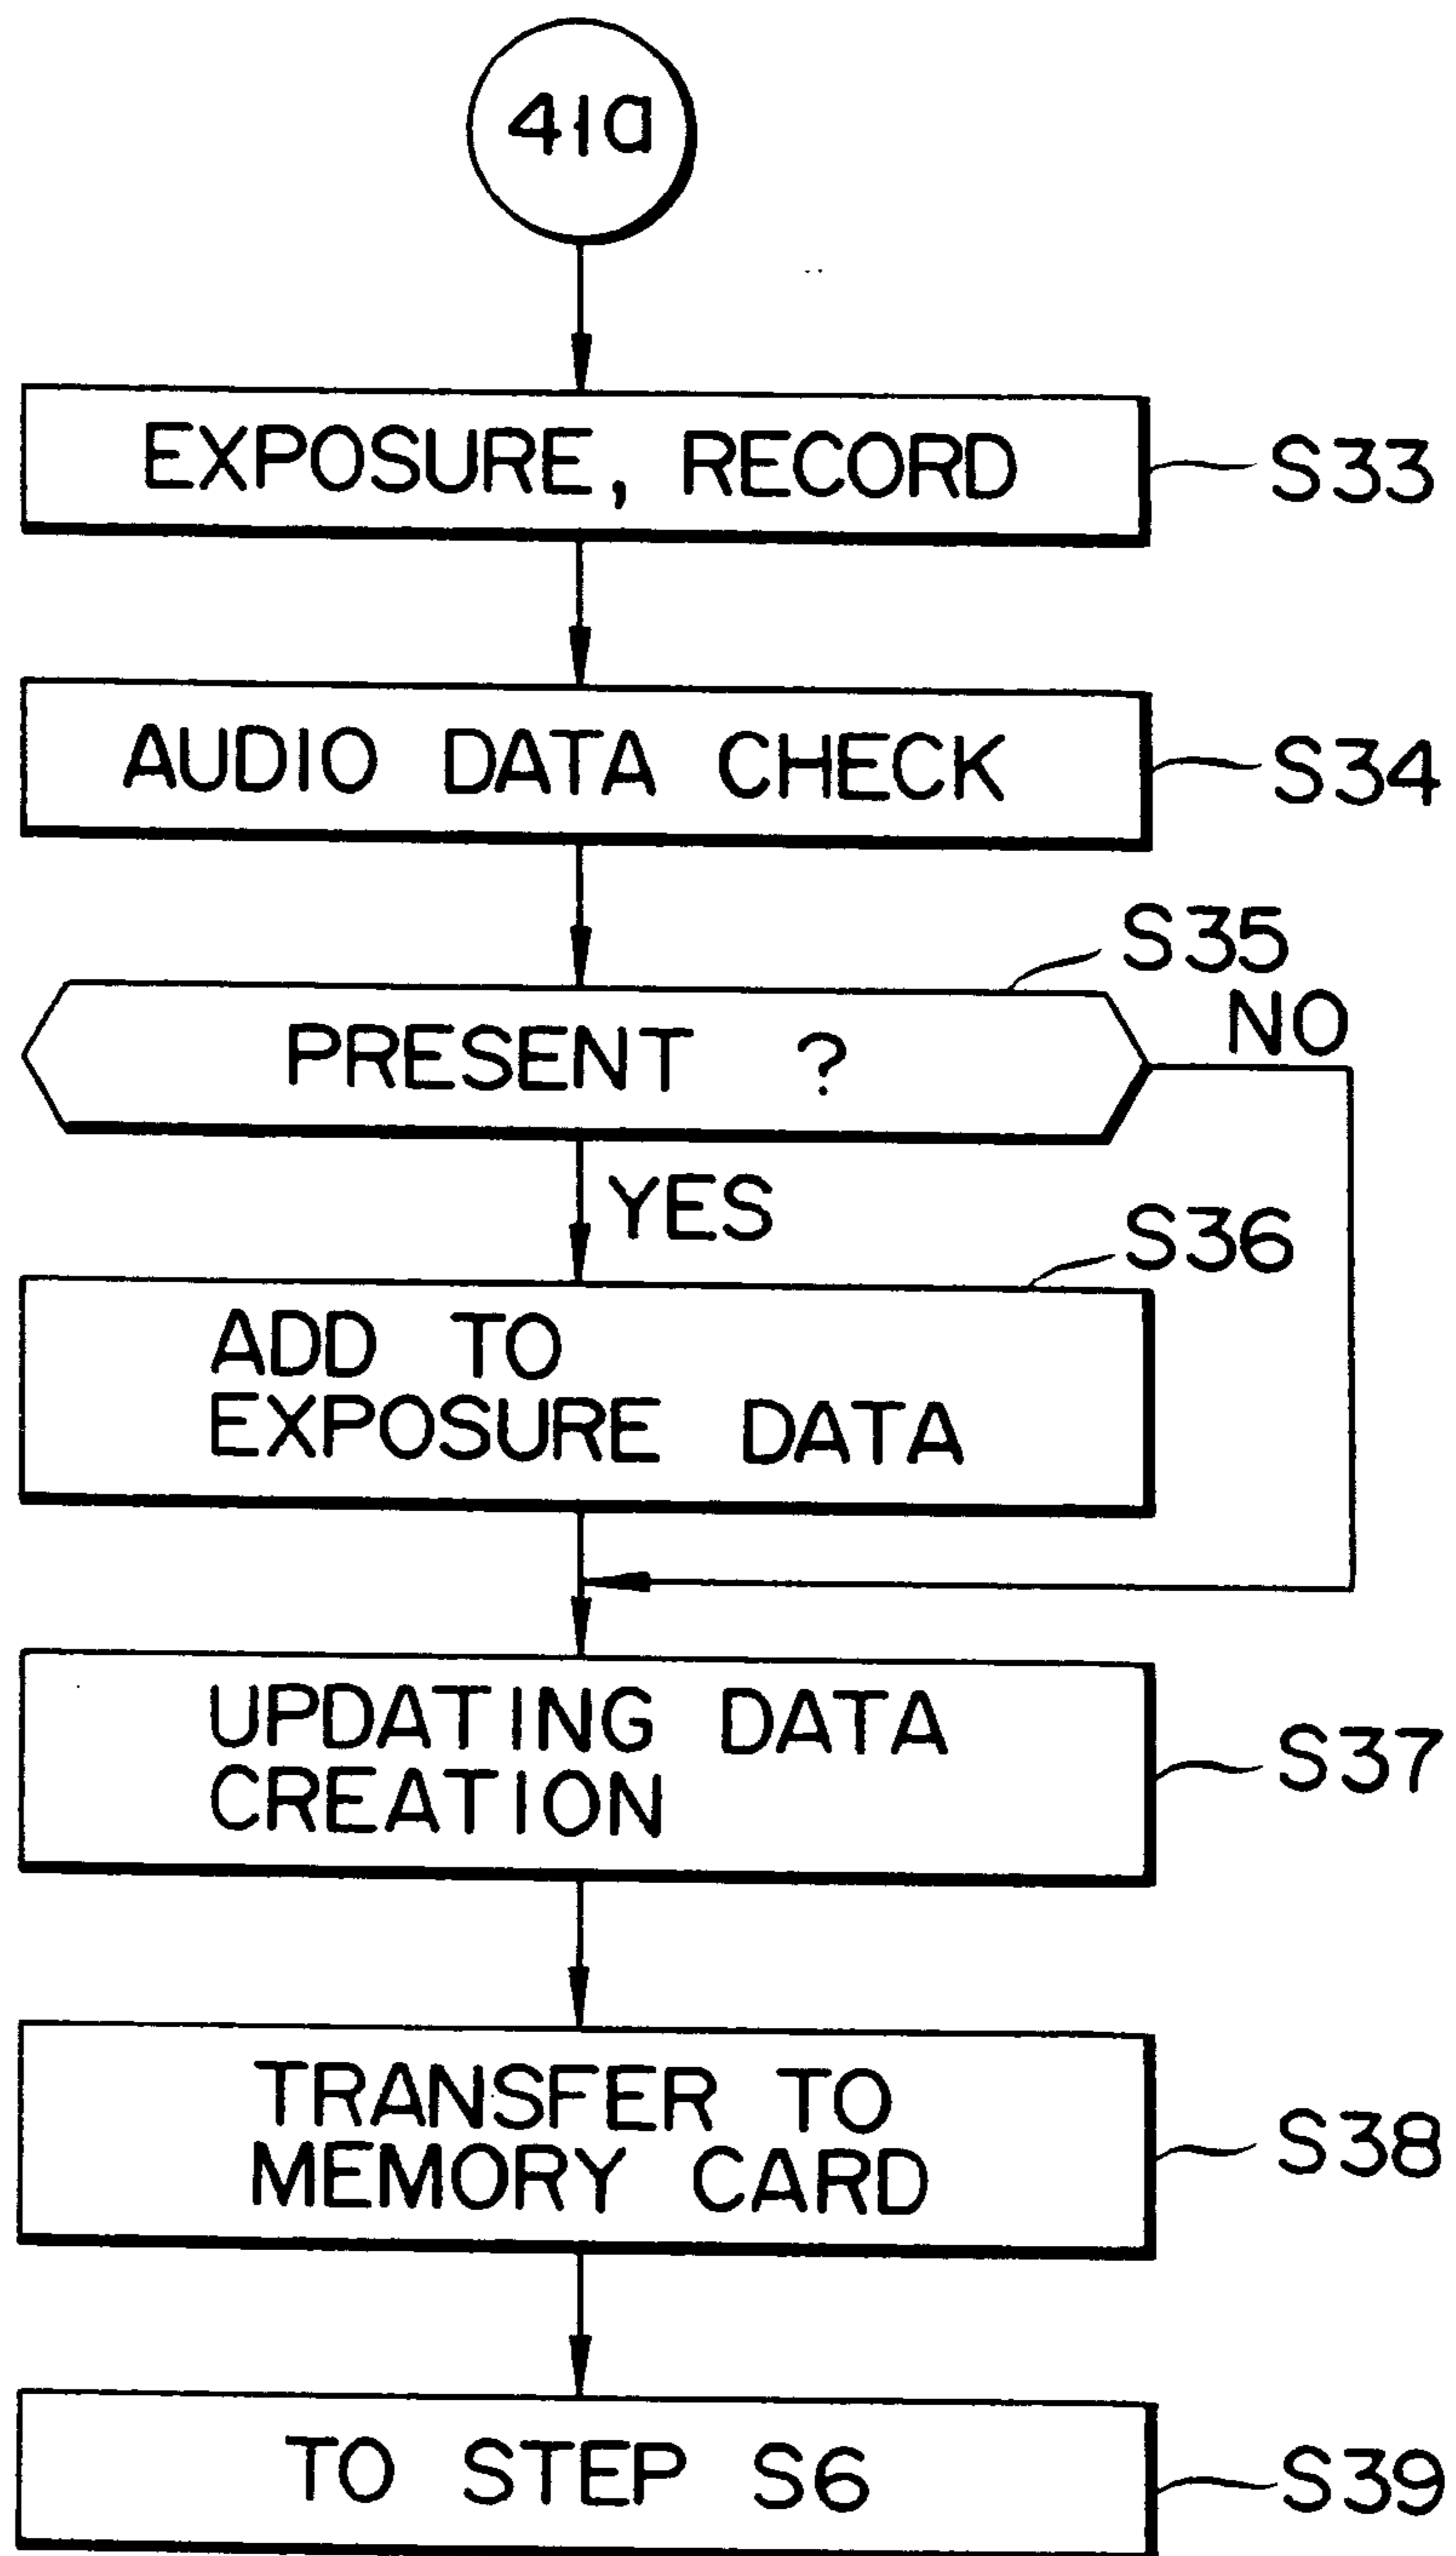 41a
EXPOSURE, RECORD
S33
AUDIO DATA CHECK
S34
S35
PRESENT ?
NO
YES
S36
ADD TO
EXPOSURE DATA
UPDATING DATA
CREATION
S37
TRANSFER TO
MEMORY CARD
S38
TO STEP S6
S39